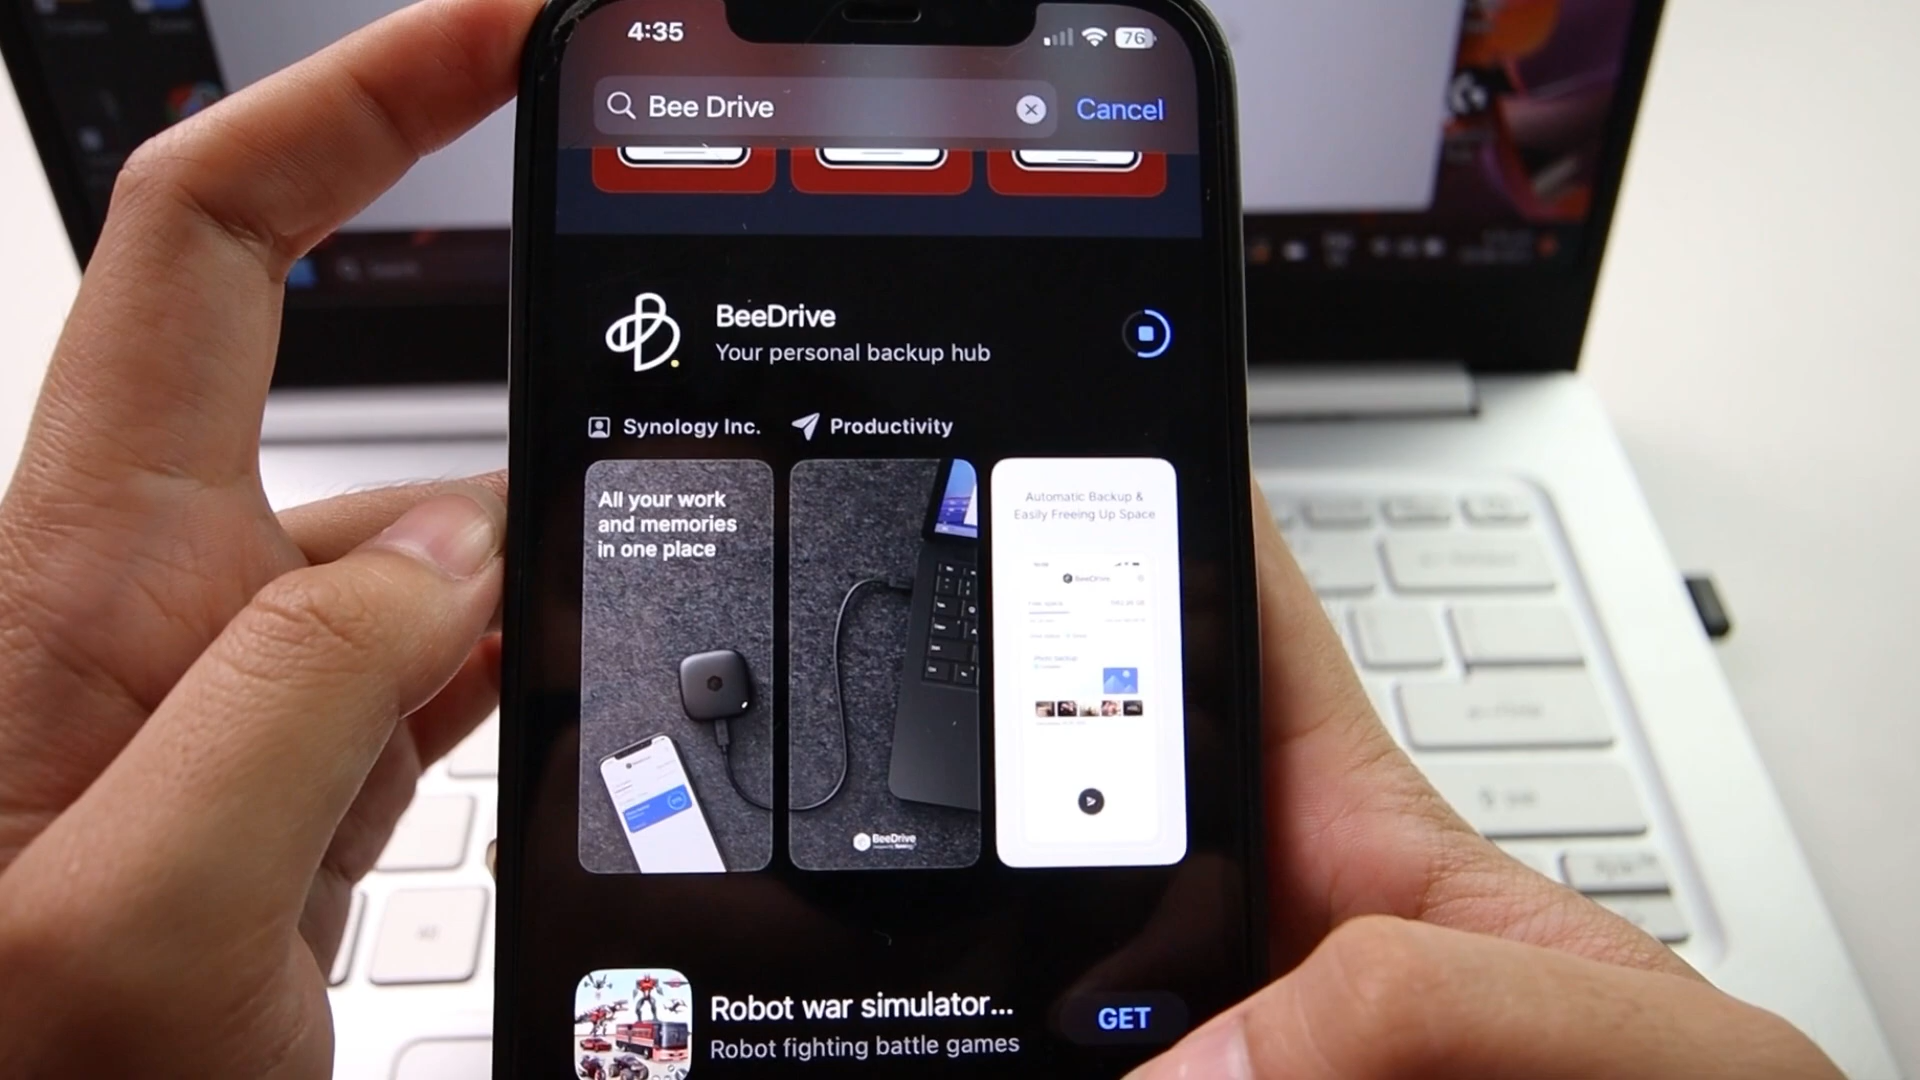 4:35
76
Bee Drive
Cancel
BeeDrive
Your personal backup hub
Synology Inc.
Productivity
All your work
and memories
in one place
BeeDrive
Automatic Backup &
Easily Freeing Up Space
BeeDrive
Robot war simulator...
Robot fighting battle games
GET